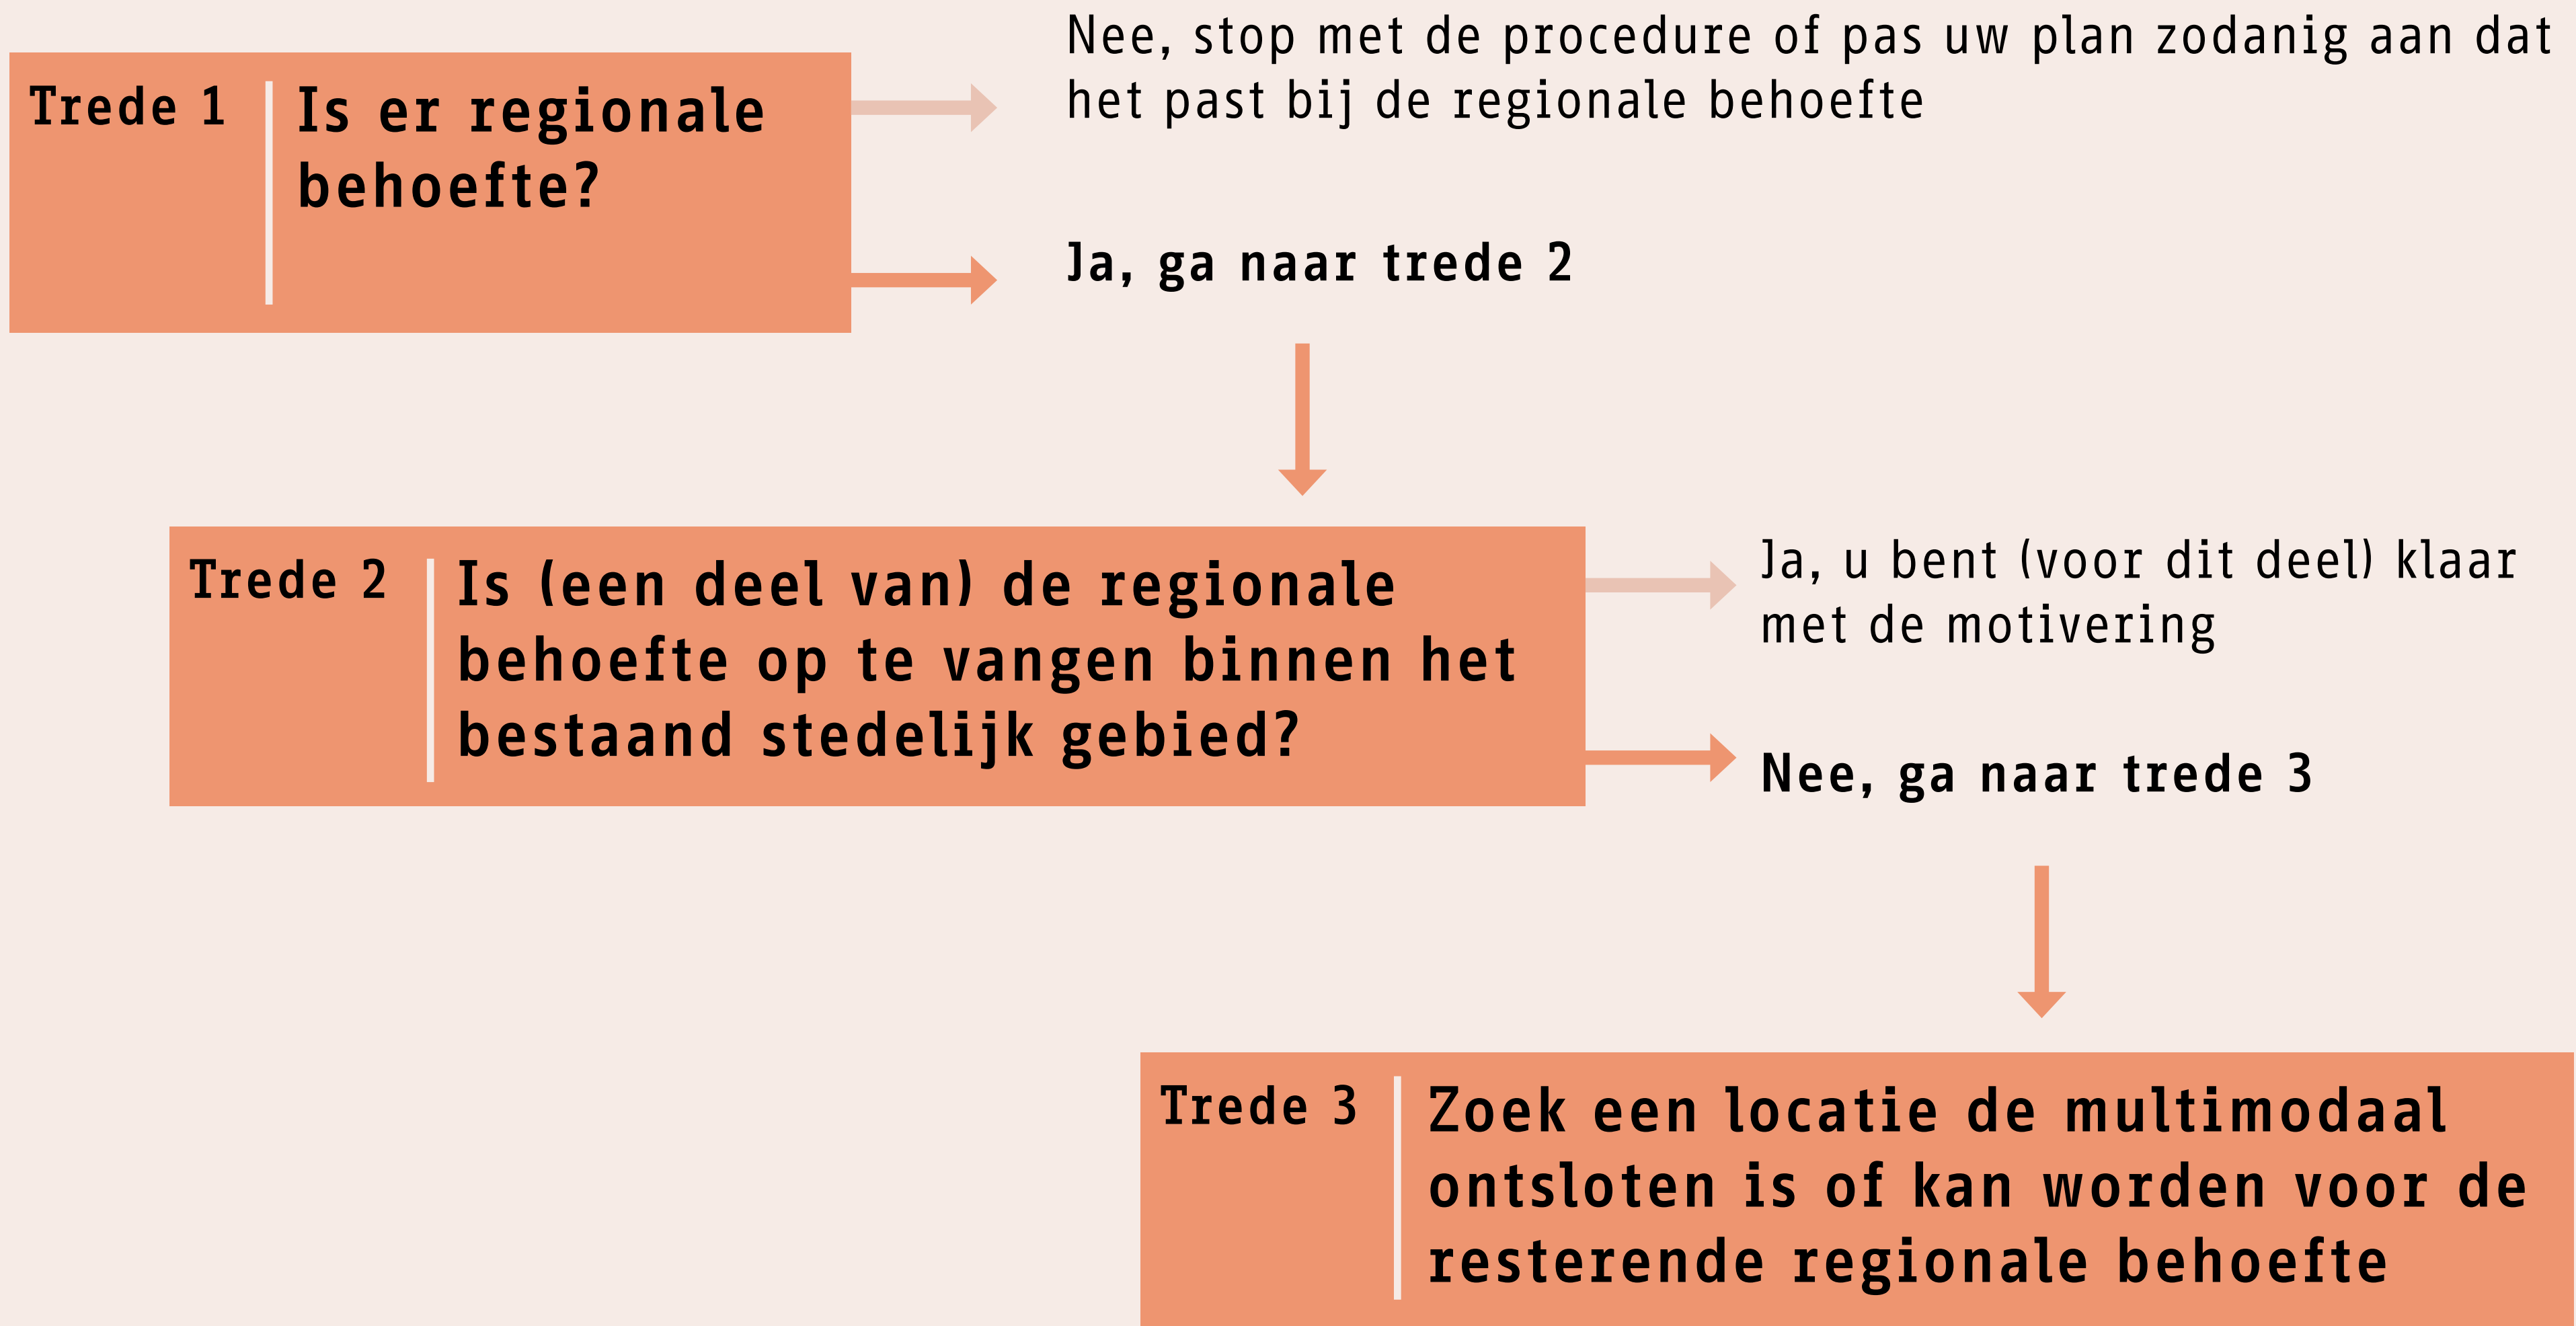 Trede 1
Is er regionale
behoefte?
Nee, stop met de procedure of pas uw plan zodanig aan dat
het past bij de regionale behoefte
Ja, ga naar trede 2
Trede 2
Is (een deel van) de regionale
behoefte op te vangen binnen het
bestaand stedelijk gebied?
Ja, u bent (voor dit deel) klaar
met de motivering
Nee, ga naar trede 3
Trede 3
Zoek een locatie de multimodaal
ontsloten is of kan worden voor de
resterende regionale behoefte